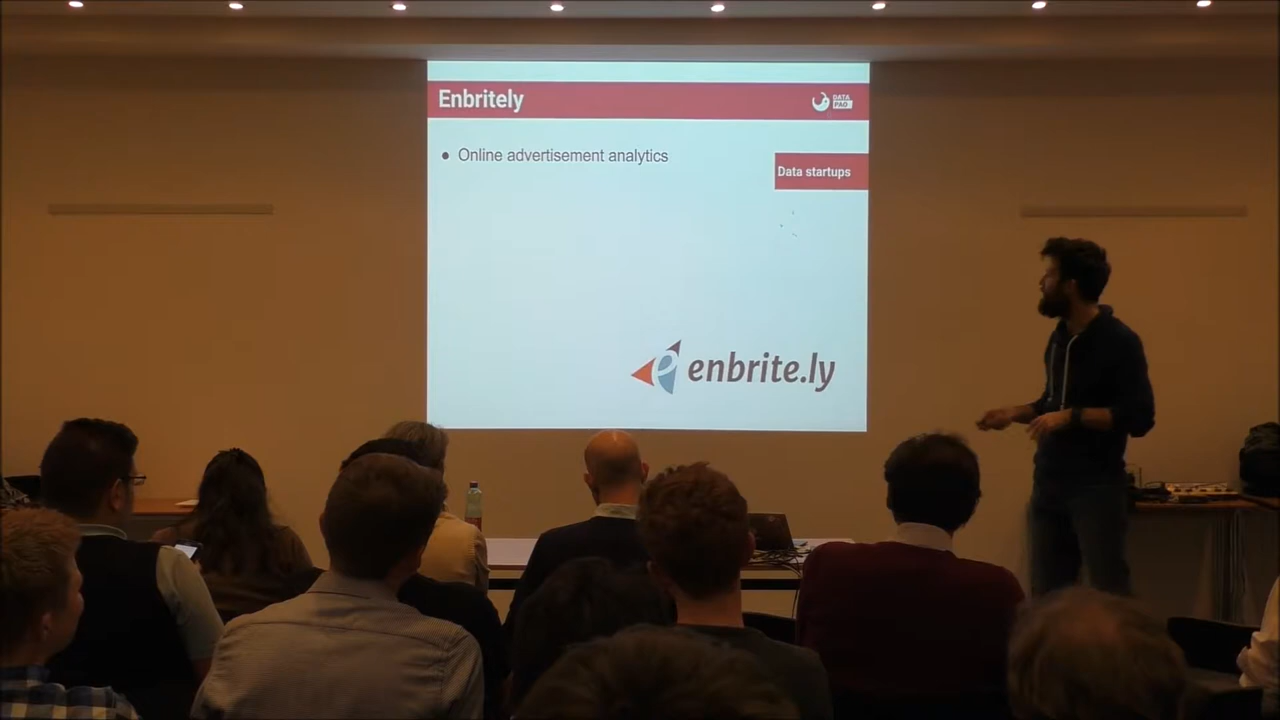 Enbritely
DATA
PAO
● Online advertisement analytics
Data startups
e enbrite.ly